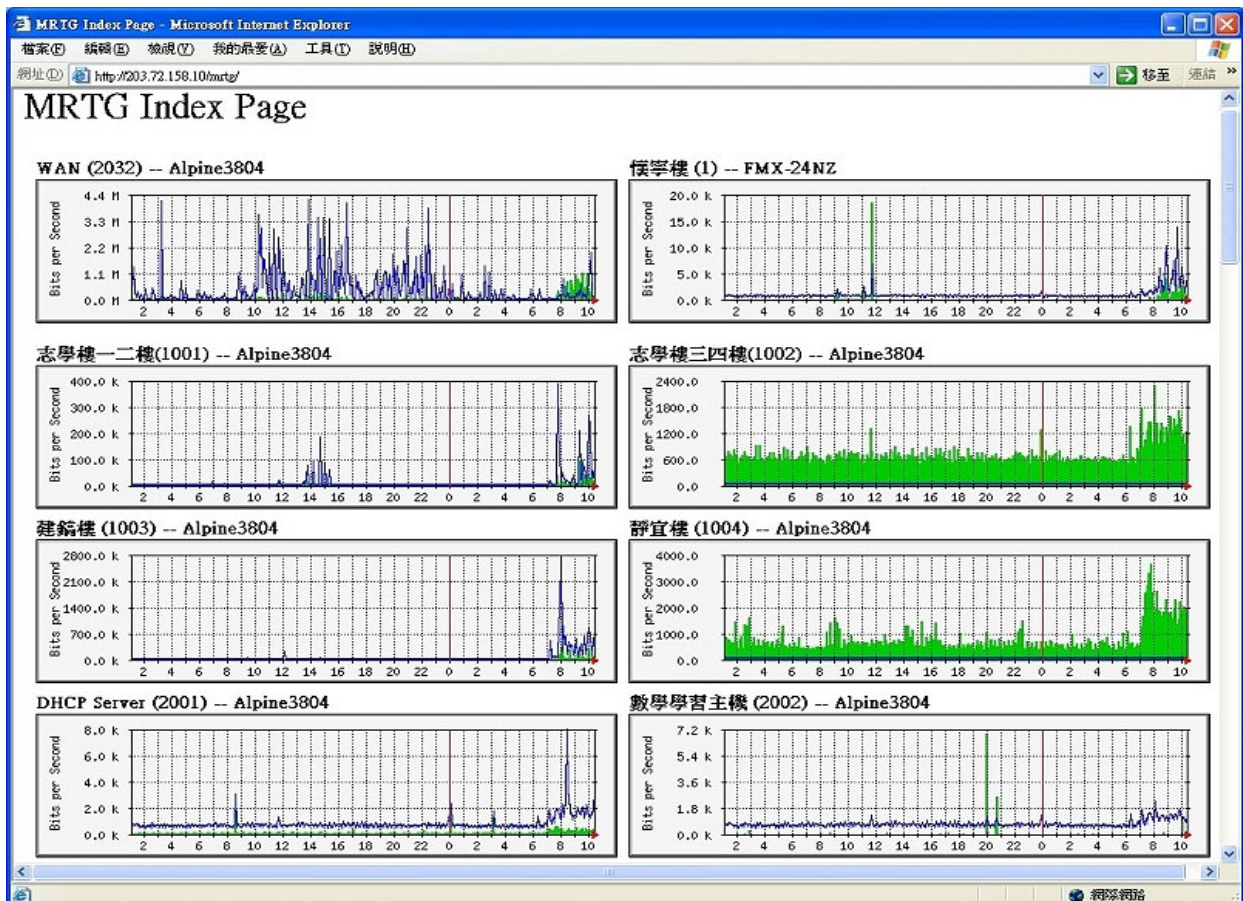 MRTG Index Page - Microsoft Internet Explorer
檔案(F) 編輯(E) 檢視(V) 我的最愛(A) 工具(T) 說明(H)
網址(D) http://203.72.158.10/mrtg/ 移至 連結 »
MRTG Index Page
WAN (2032) -- Alpine3804
Bits per Second
4.4 M
3.3 M
2.2 M
1.1 M
0.0 M
2 4 6 8 10 12 14 16 18 20 22 0 2 4 6 8 10
樓 (1) -- FMX-24NZ
Bits per Second
20.0 k
15.0 k
10.0 k
5.0 k
0.0 k
2 4 6 8 10 12 14 16 18 20 22 0 2 4 6 8 10
志學樓一二樓(1001) -- Alpine3804
Bits per Second
400.0 k
300.0 k
200.0 k
100.0 k
0.0 k
2 4 6 8 10 12 14 16 18 20 22 0 2 4 6 8 10
志學樓三四樓(1002) -- Alpine3804
Bits per Second
2400.0
1800.0
1200.0
600.0
0.0
2 4 6 8 10 12 14 16 18 20 22 0 2 4 6 8 10
建鎬樓 (1003) -- Alpine3804
Bits per Second
2800.0 k
2100.0 k
1400.0 k
700.0 k
0.0 k
2 4 6 8 10 12 14 16 18 20 22 0 2 4 6 8 10
靜宜樓 (1004) -- Alpine3804
Bits per Second
4000.0
3000.0
2000.0
1000.0
0.0
2 4 6 8 10 12 14 16 18 20 22 0 2 4 6 8 10
DHCP Server (2001) -- Alpine3804
Bits per Second
8.0 k
6.0 k
4.0 k
2.0 k
0.0 k
2 4 6 8 10 12 14 16 18 20 22 0 2 4 6 8 10
數學學習主機 (2002) -- Alpine3804
Bits per Second
7.2 k
5.4 k
3.6 k
1.8 k
0.0 k
2 4 6 8 10 12 14 16 18 20 22 0 2 4 6 8 10
網際網路